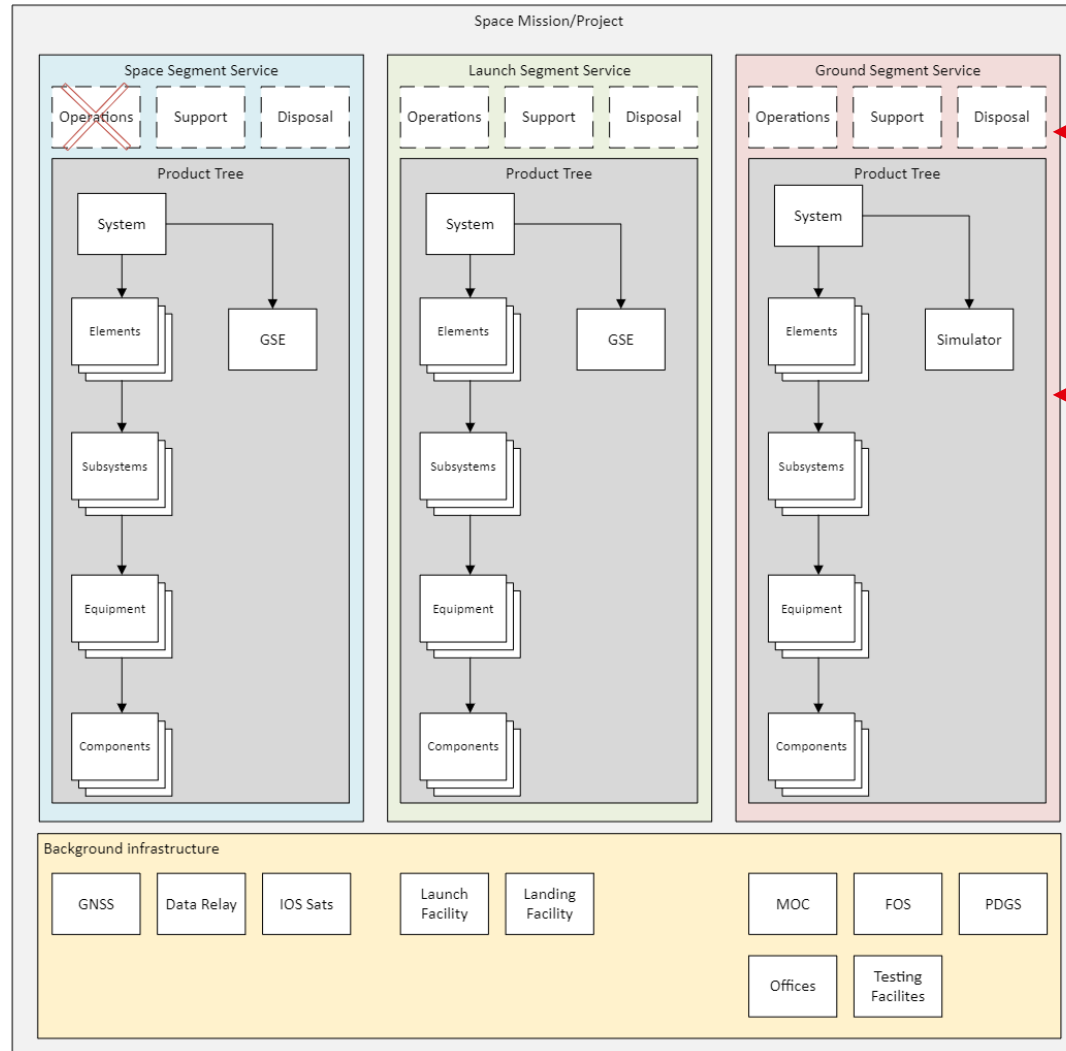 Space Mission/Project
Space Segment Service
Operations
Support
Disposal
Product Tree
System
Elements
GSE
Subsystems
Equipment
Components
Launch Segment Service
Operations
Support
Disposal
Product Tree
System
Elements
GSE
Subsystems
Equipment
Components
Ground Segment Service
Operations
Support
Disposal
Product Tree
System
Elements
Simulator
Subsystems
Equipment
Components
Background infrastructure
GNSS
Data Relay
IOS Sats
Launch
Facility
Landing
Facility
MOC
FOS
PDGS
Offices
Testing
Facilites